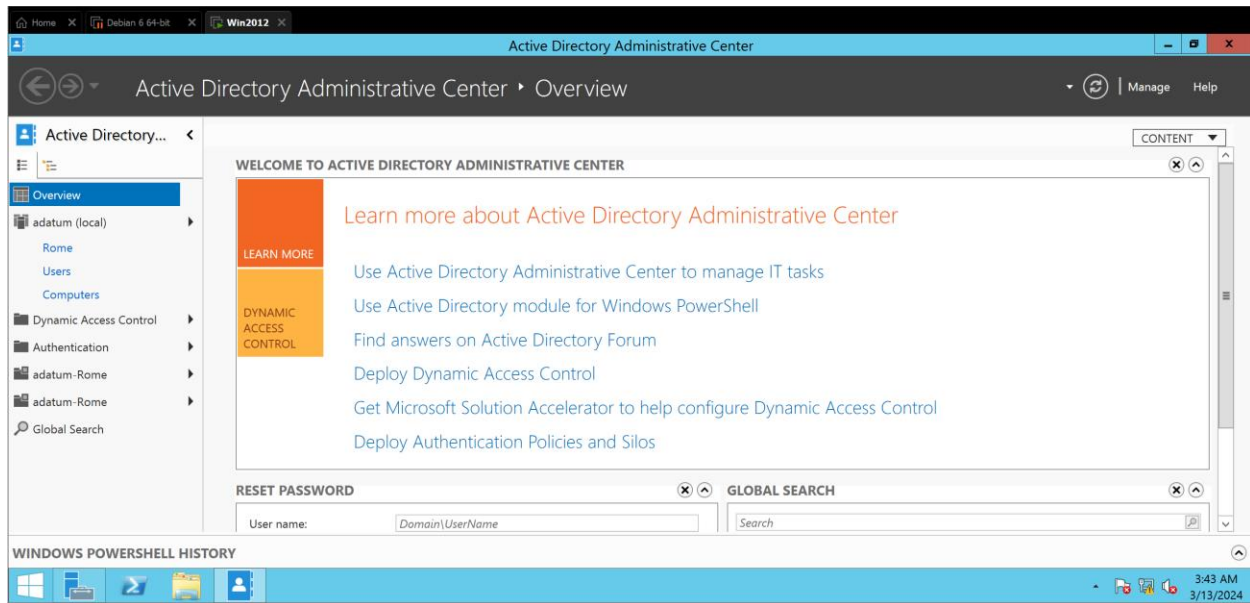 Home
Debian 6 64-bit
Win2012
Active Directory Administrative Center
Active Directory Administrative Center ‣ Overview
Manage
Help
Active Directory...
CONTENT
Overview
adatum (local)
Rome
Users
Computers
Dynamic Access Control
Authentication
adatum-Rome
adatum-Rome
Global Search
WELCOME TO ACTIVE DIRECTORY ADMINISTRATIVE CENTER
LEARN MORE
DYNAMIC
ACCESS
CONTROL
Learn more about Active Directory Administrative Center
Use Active Directory Administrative Center to manage IT tasks
Use Active Directory module for Windows PowerShell
Find answers on Active Directory Forum
Deploy Dynamic Access Control
Get Microsoft Solution Accelerator to help configure Dynamic Access Control
Deploy Authentication Policies and Silos
RESET PASSWORD
User name:
Domain\UserName
GLOBAL SEARCH
Search
WINDOWS POWERSHELL HISTORY
3:43 AM
3/13/2024